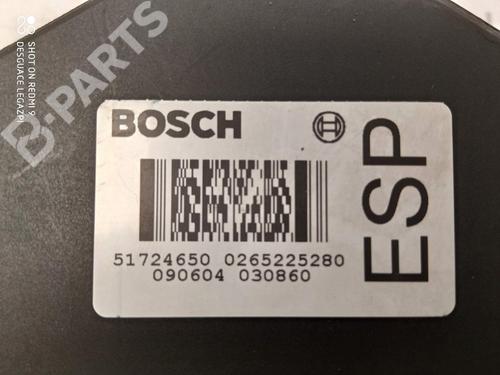 SHOT ON REDMI 9
DESGUACE LEGAZPI
B-PARTS
BOSCH
ESP
51724650 0265225280
090604 030860